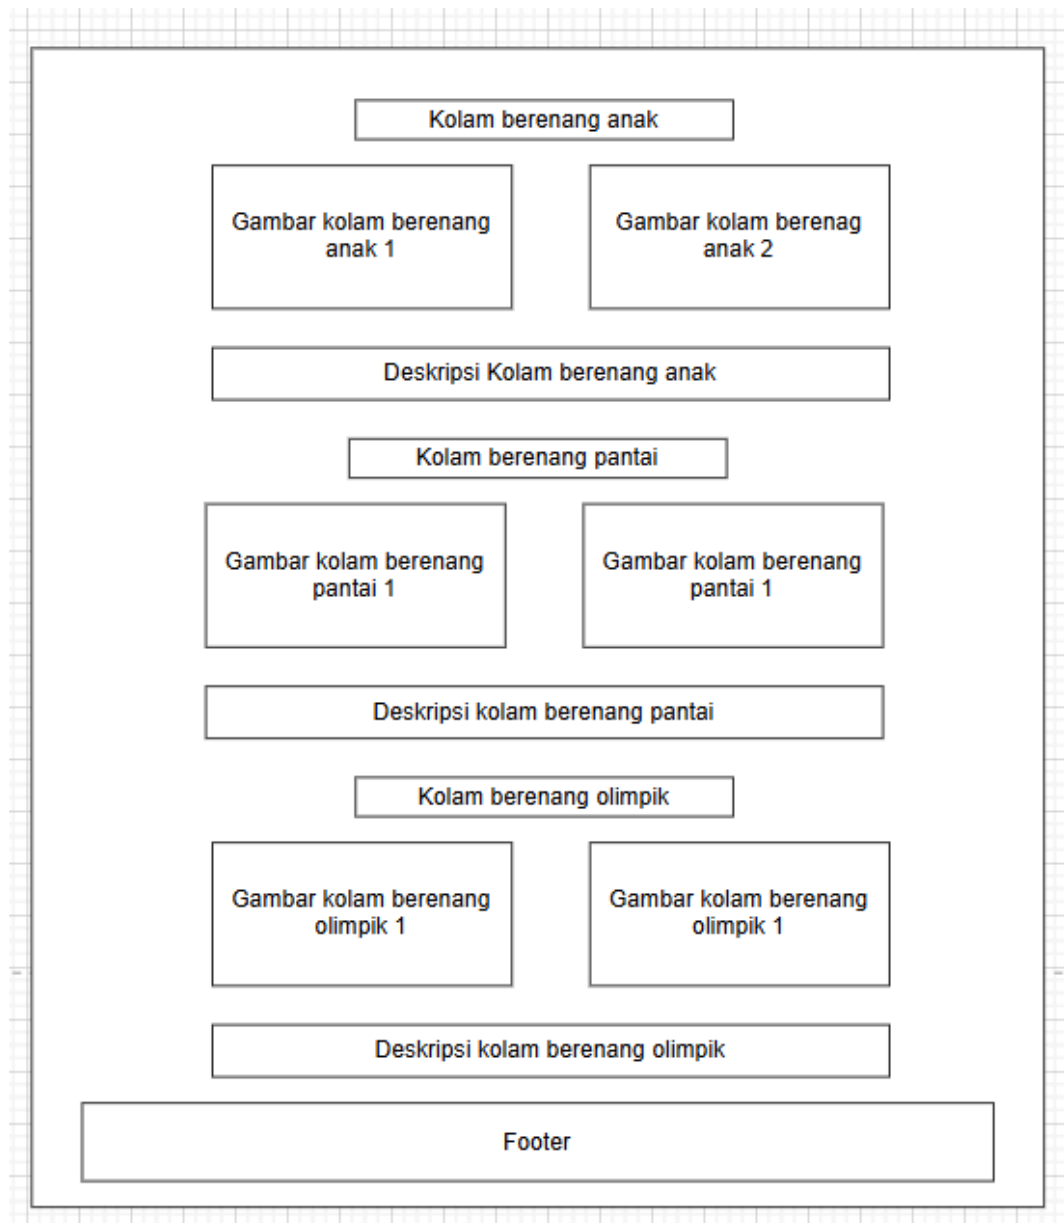 Kolam berenang anak
Gambar kolam berenang
anak 1
Gambar kolam berenag
anak 2
Deskripsi Kolam berenang anak
Kolam berenang pantai
Gambar kolam berenang
pantai 1
Gambar kolam berenang
pantai 1
Deskripsi kolam berenang pantai
Kolam berenang olimpik
Gambar kolam berenang
olimpik 1
Gambar kolam berenang
olimpik 1
Deskripsi kolam berenang olimpik
Footer